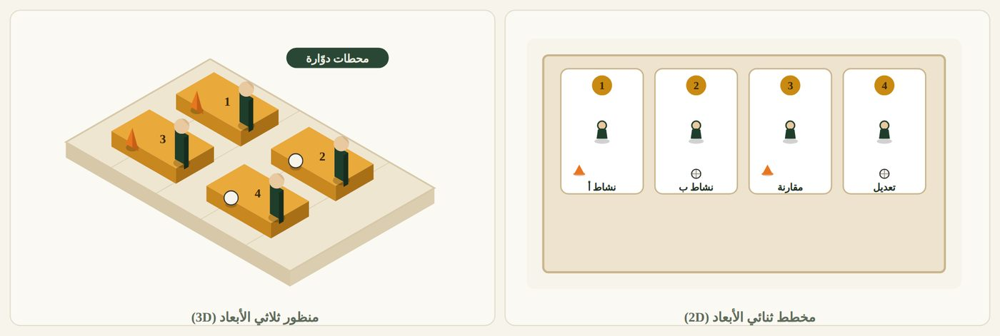 محطات دوّارة
1
3
2
4
منظور ثلاثي الأبعاد (3D)
1
2
3
4
نشاط أ
نشاط ب
مقارنة
تعديل
مخطط ثنائي الأبعاد (2D)